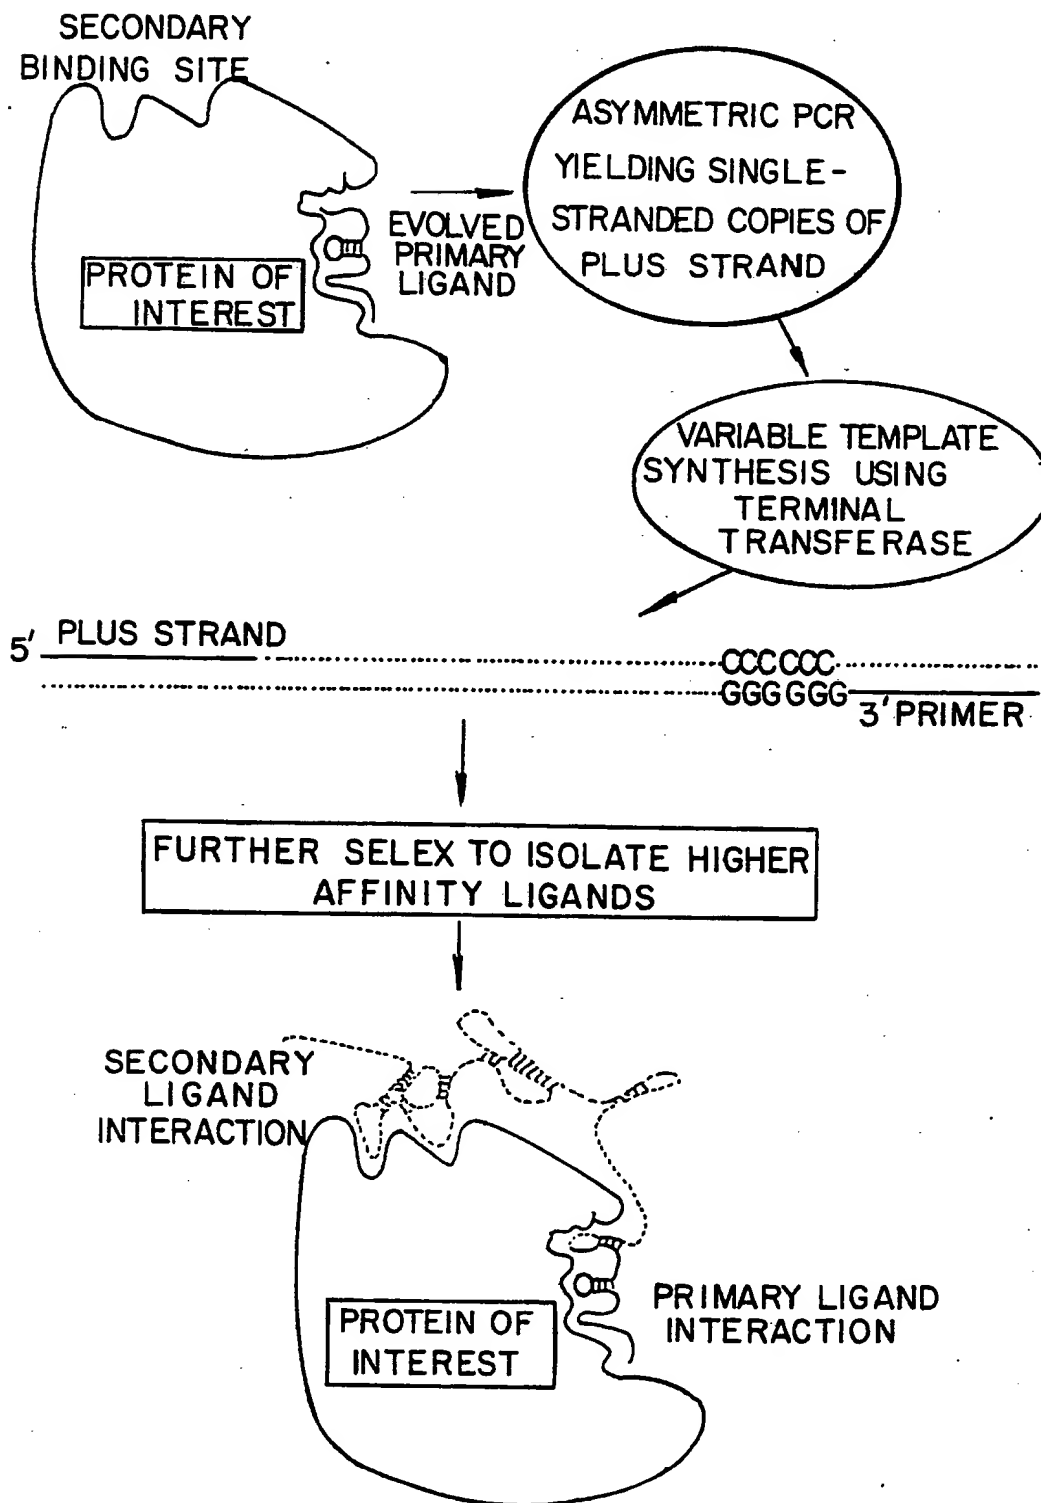 SECONDARY
BINDING SITE
PROTEIN OF
INTEREST
EVOLVED
PRIMARY
LIGAND
ASYMMETRIC PCR
YIELDING SINGLE-
STRANDED COPIES OF
PLUS STRAND
VARIABLE TEMPLATE
SYNTHESIS USING
TERMINAL
TRANSFERASE
5' PLUS STRAND
CCCCCC
GGGGGG
3' PRIMER
FURTHER SELEX TO ISOLATE HIGHER
AFFINITY LIGANDS
SECONDARY
LIGAND
INTERACTION
PROTEIN OF
INTEREST
PRIMARY LIGAND
INTERACTION